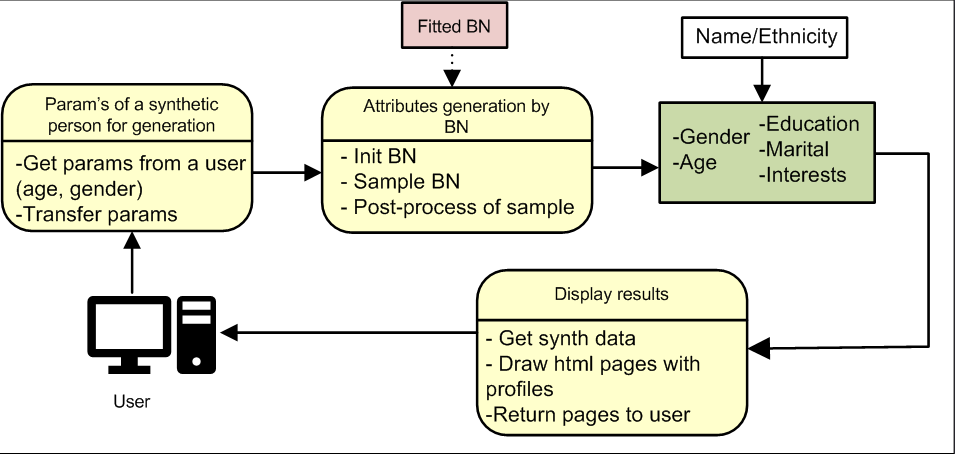 Fitted BN
Name/Ethnicity
Param's of a synthetic
person for generation
-Get params from a user
(age, gender)
-Transfer params
Attributes generation by
BN
- Init BN
- Sample BN
- Post-process of sample
-Gender
-Age
-Education
-Marital
-Interests
Display results
- Get synth data
- Draw html pages with
profiles
-Return pages to user
User